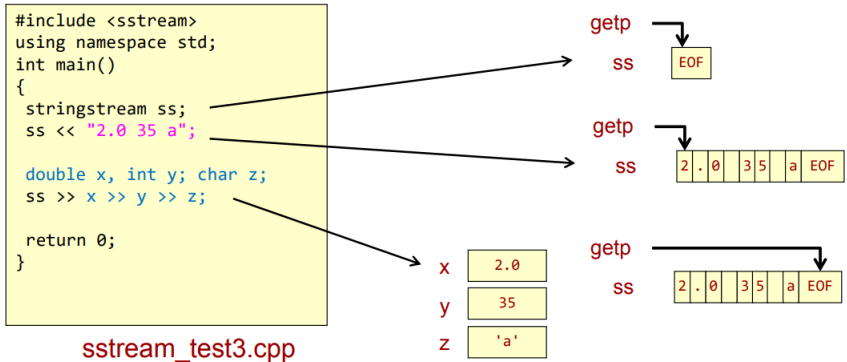 #include <sstream>
using namespace std;
int main()
{
stringstream ss;
ss << "2.0 35 a";
double x, int y; char z;
ss >> x >> y >> z;
return 0;
}
sstream_test3.cpp
getp
ss EOF
getp
ss 2 . 0 3 5 a EOF
getp
ss 2 . 0 3 5 a EOF
x 2.0
y 35
z 'a'